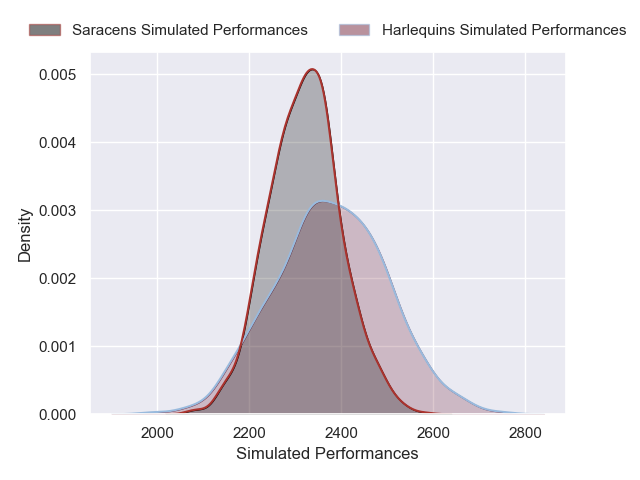 Saracens Simulated Performances
Harlequins Simulated Performances
0.005
0.004
0.003
0.002
0.001
0.000
Density
2000
2200
2400
2600
2800
Simulated Performances